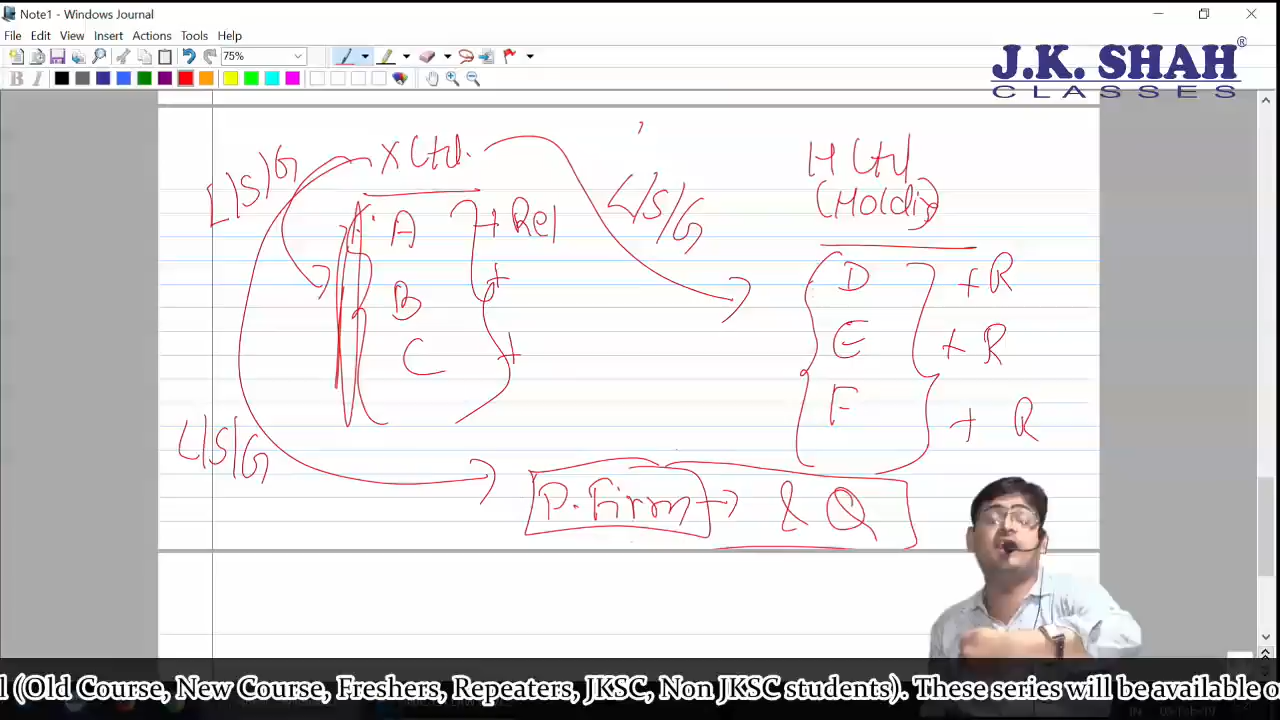 Note1 - Windows Journal
File Edit View Insert Actions Tools Help
75%
J.K. SHAH®
CLASSES
X Ltd.
H Ltd
(Holdi
L/S/G
L/S/G
A + Rel
B +
C +
D + R
E + R
F + R
L/S/G
P. Firm → & Q
l (Old Course, New Course, Freshers, Repeaters, JKSC, Non JKSC students). These series will be available o